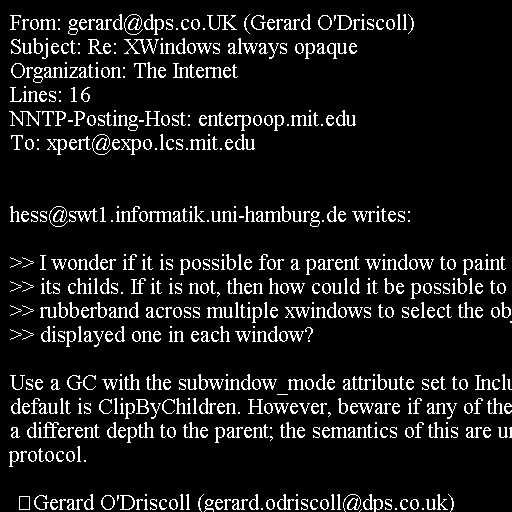 From: gerard@dps.co.UK (Gerard O'Driscoll)
Subject: Re: XWindows always opaque
Organization: The Internet
Lines: 16
NNTP-Posting-Host: enterpoop.mit.edu
To: xpert@expo.lcs.mit.edu
hess@swt1.informatik.uni-hamburg.de writes:
>> I wonder if it is possible for a parent window to paint
>> its childs. If it is not, then how could it be possible to
>> rubberband across multiple xwindows to select the
>> displayed one in each window?
Use a GC with the subwindow_mode attribute set to
default is ClipByChildren. However, beware if any of the
a different depth to the parent; the semantics of this are
protocol.
Gerard O'Driscoll (gerard.odriscoll@dps.co.uk)